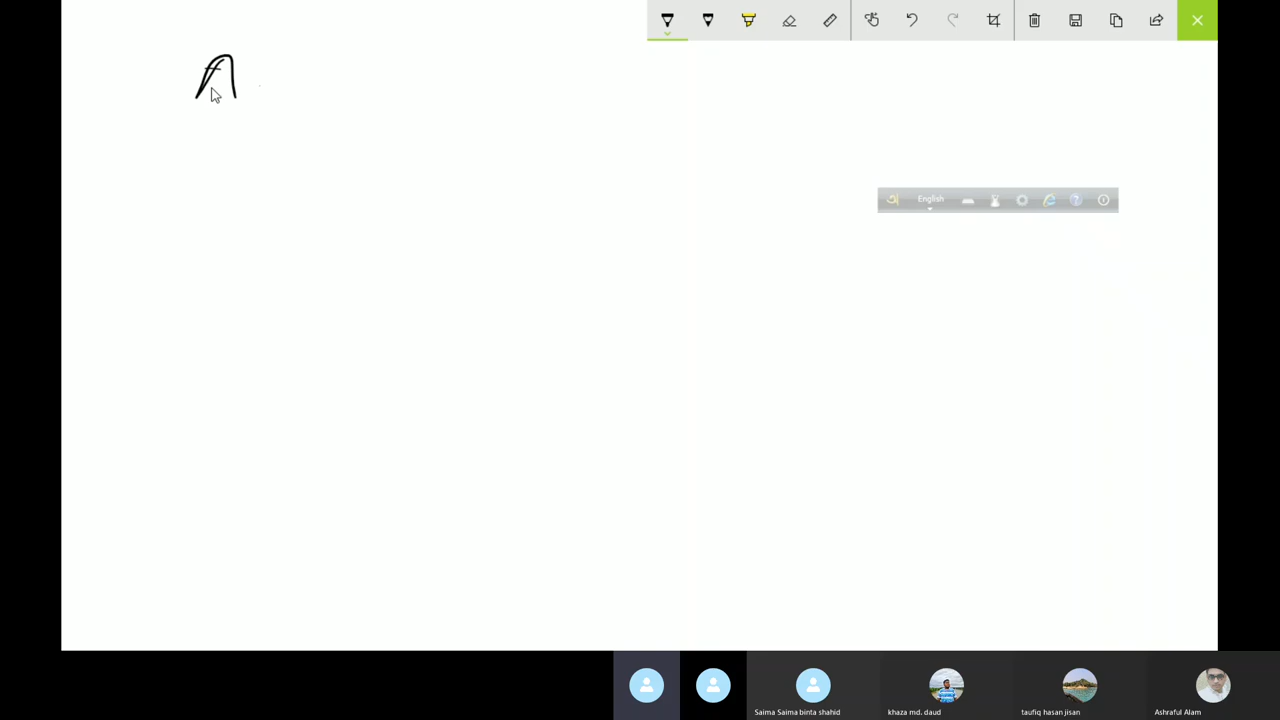 A
অ English
Saima Saima binta shahid
khaza md. daud
taufiq hasan jisan
Ashraful Alam